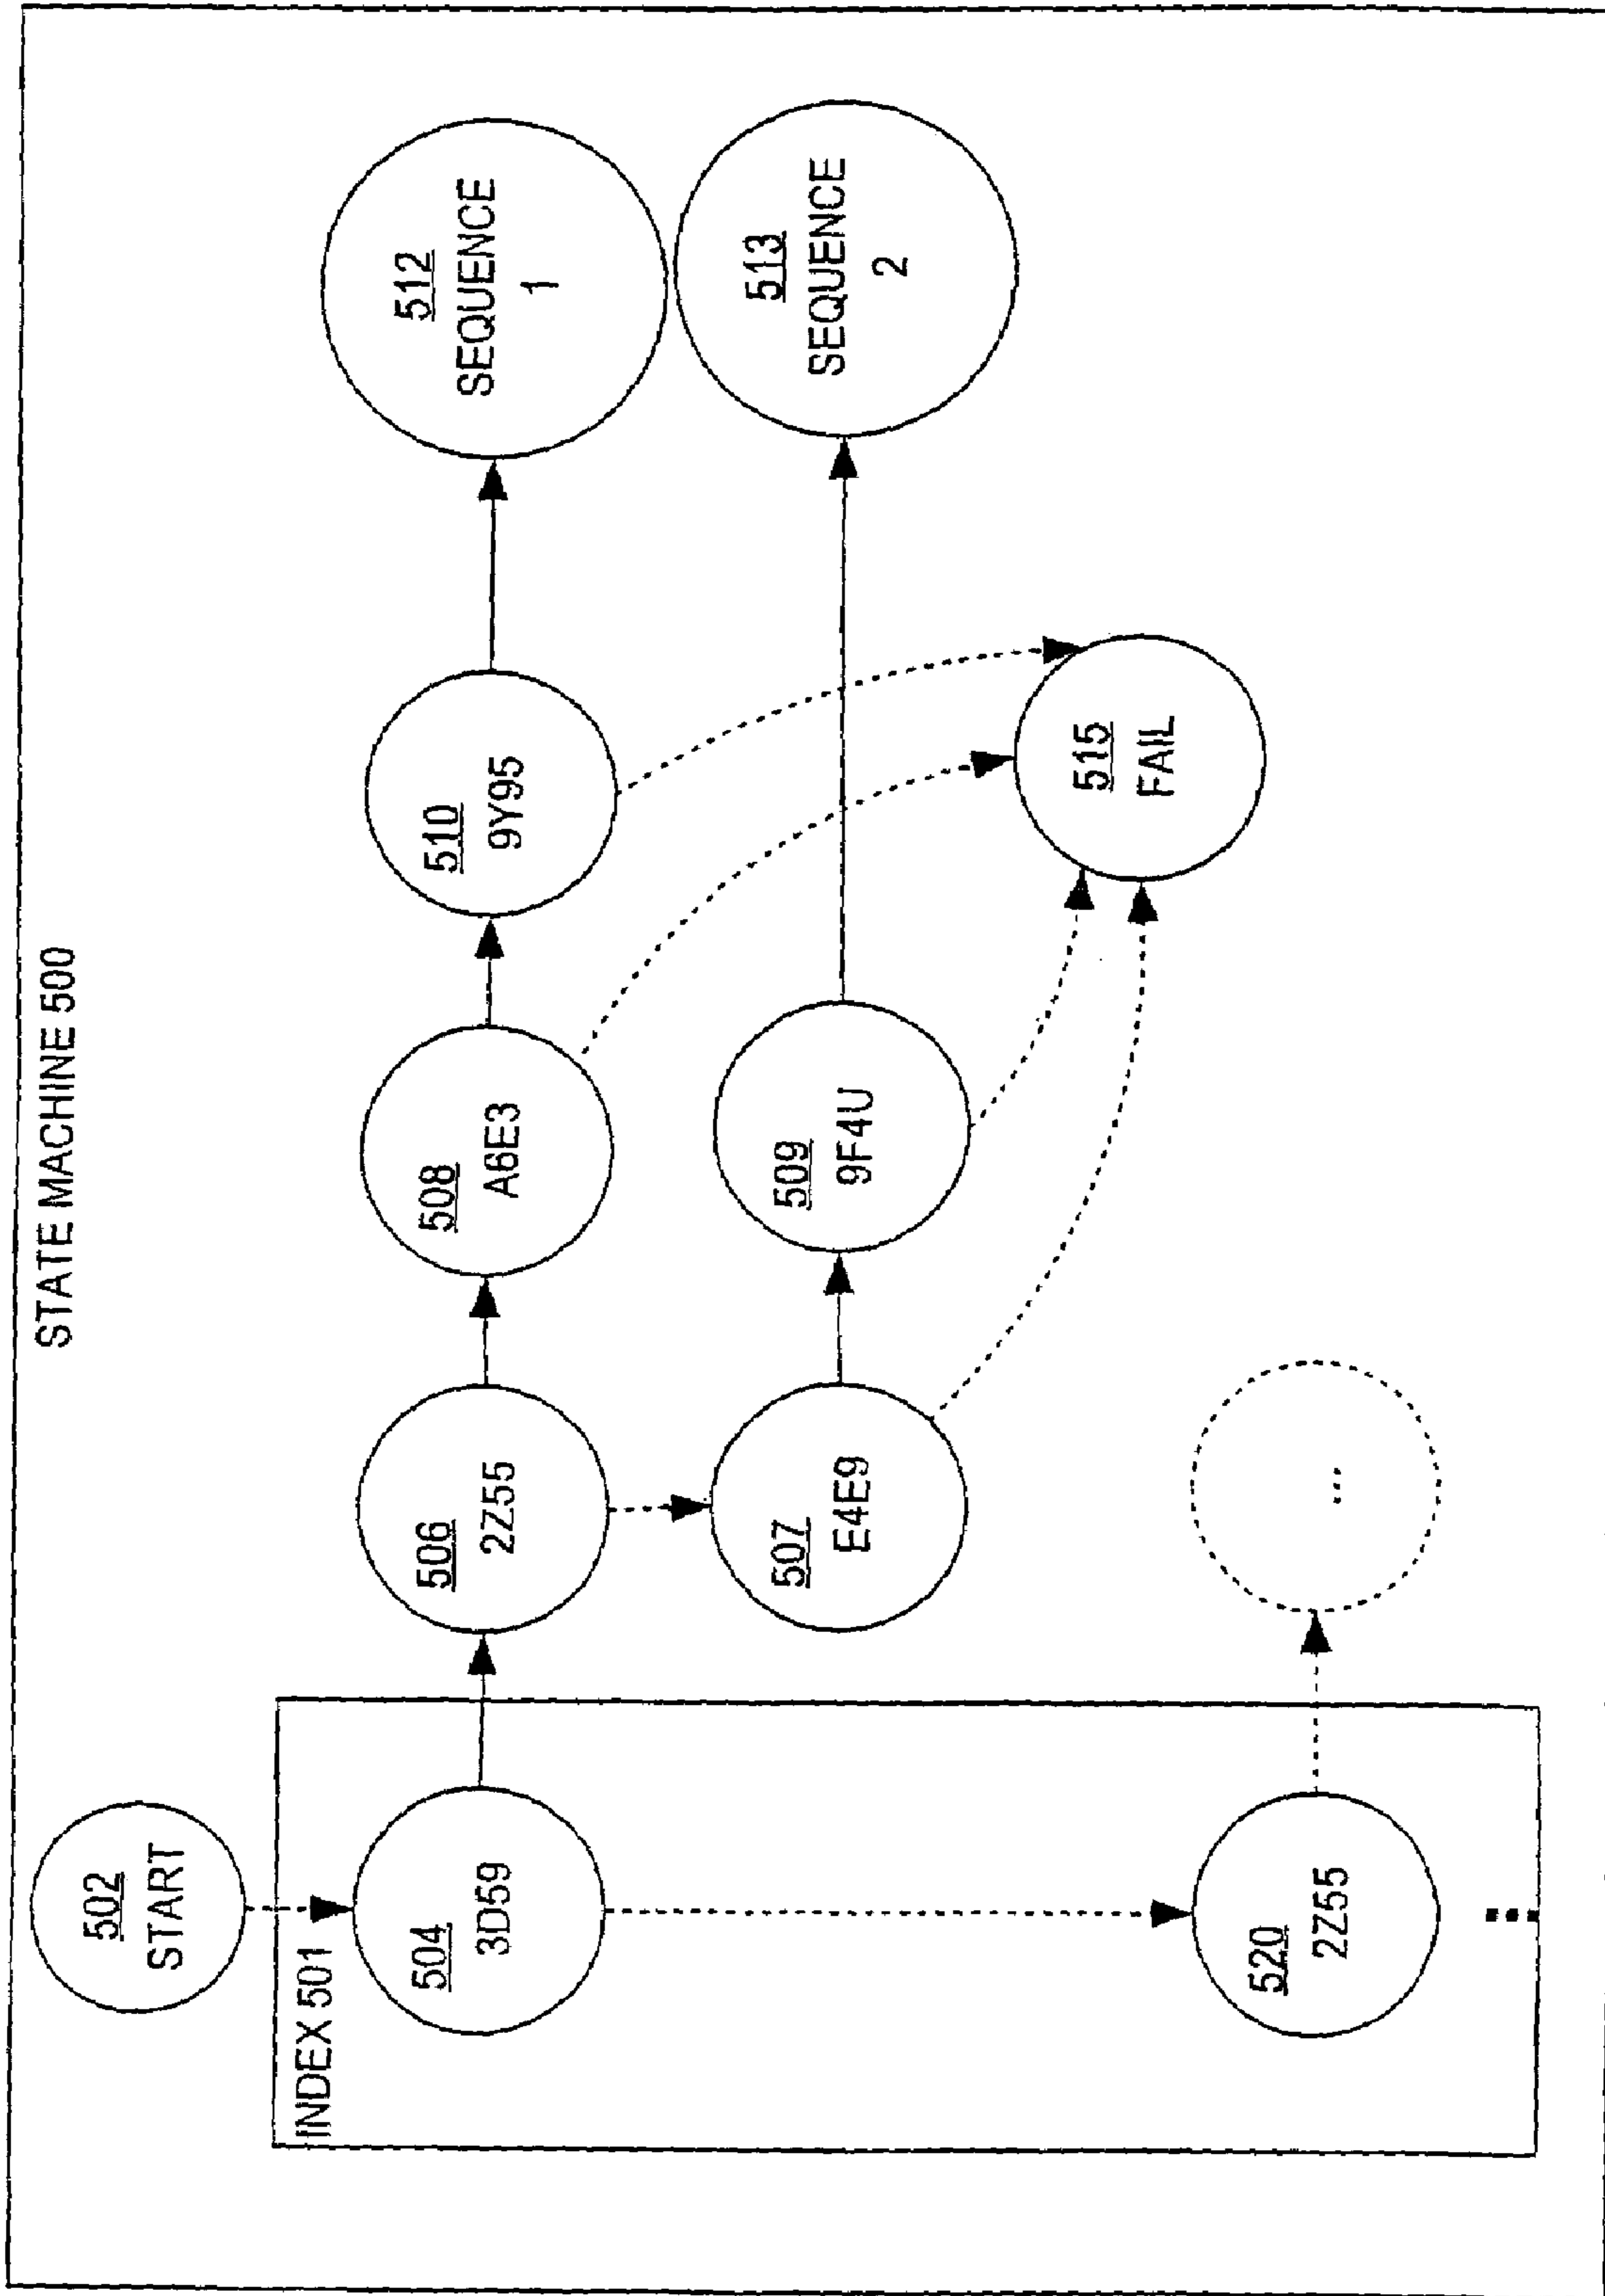 STATE MACHINE 500
502
START
INDEX 501
504
3D59
506
2Z55
508
A6E3
510
9Y95
512
SEQUENCE
1
507
E4E9
509
9F4U
513
SEQUENCE
2
515
FAIL
520
2Z55
...
...